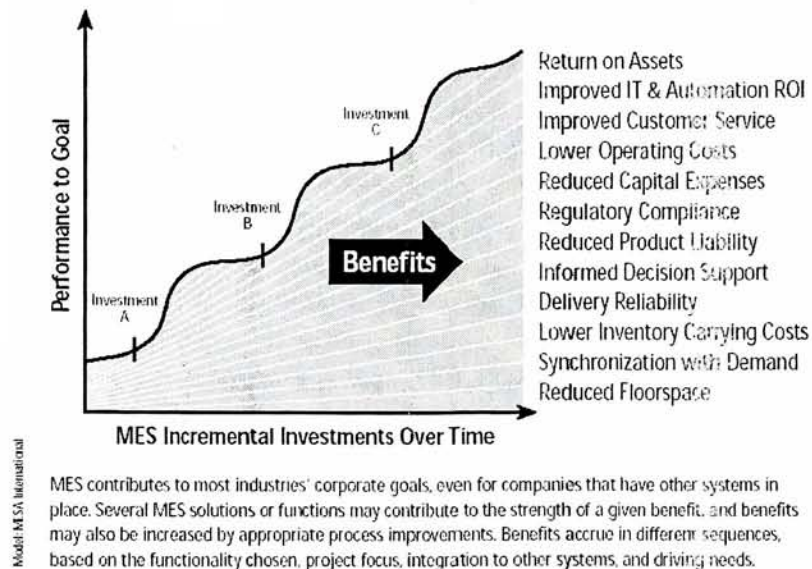 Performance to Goal
Investment
A
Investment
B
Investment
C
Benefits
MES Incremental Investments Over Time
Return on Assets
Improved IT & Automation ROI
Improved Customer Service
Lower Operating Costs
Reduced Capital Expenses
Regulatory Compliance
Reduced Product Liability
Informed Decision Support
Delivery Reliability
Lower Inventory Carrying Costs
Synchronization with Demand
Reduced Floorspace
Model: MESA International
MES contributes to most industries' corporate goals, even for companies that have other systems in
place. Several MES solutions or functions may contribute to the strength of a given benefit, and benefits
may also be increased by appropriate process improvements. Benefits accrue in different sequences,
based on the functionality chosen, project focus, integration to other systems, and driving needs.